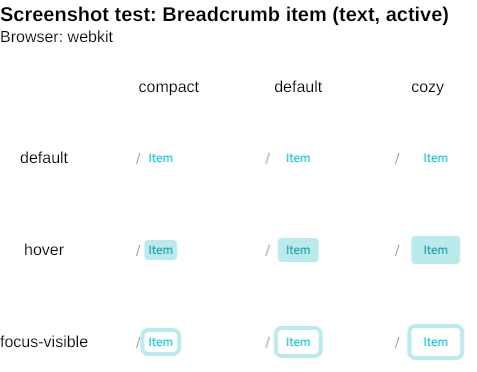 Screenshot test: Breadcrumb item (text, active)
Browser: webkit
compact default cozy
default / Item / Item / Item
hover / Item / Item / Item
focus-visible / Item / Item / Item